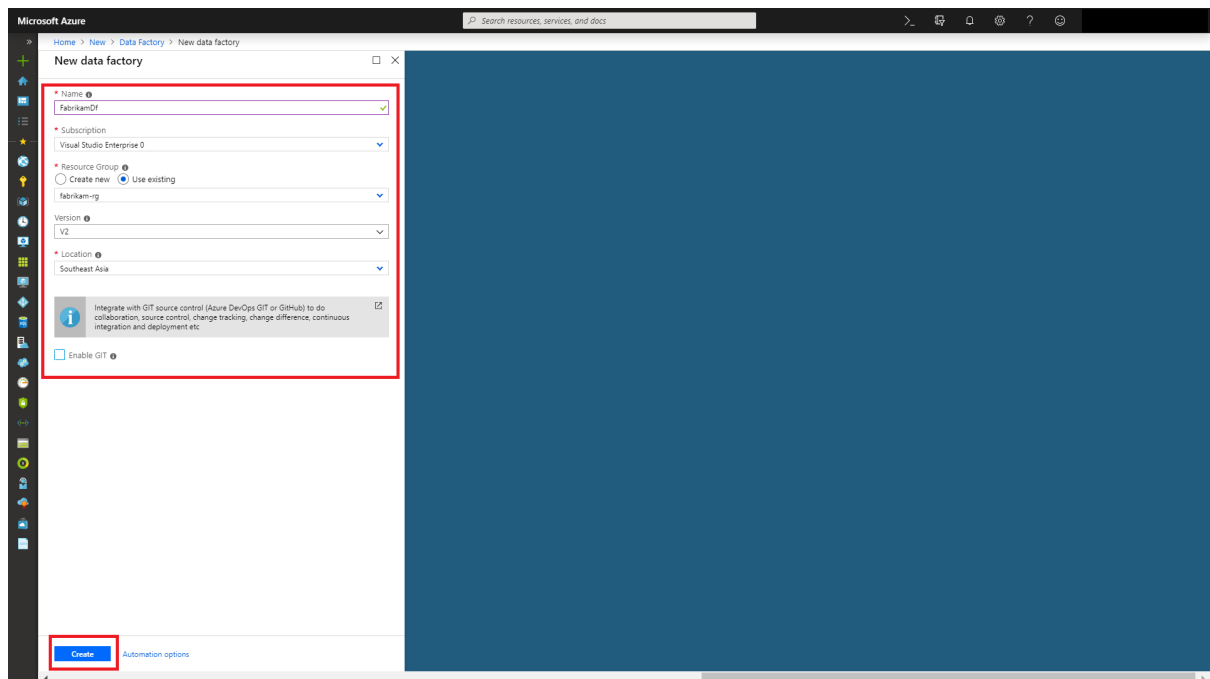 Microsoft Azure
Search resources, services, and docs
Home > New > Data Factory > New data factory
New data factory
* Name
FabrikamDf
* Subscription
Visual Studio Enterprise 0
* Resource Group
Create new Use existing
fabrikam-rg
Version
V2
* Location
Southeast Asia
Integrate with GIT source control (Azure DevOps GIT or GitHub) to do
collaboration, source control, change tracking, change difference, continuous
integration and deployment etc
Enable GIT
Create Automation options